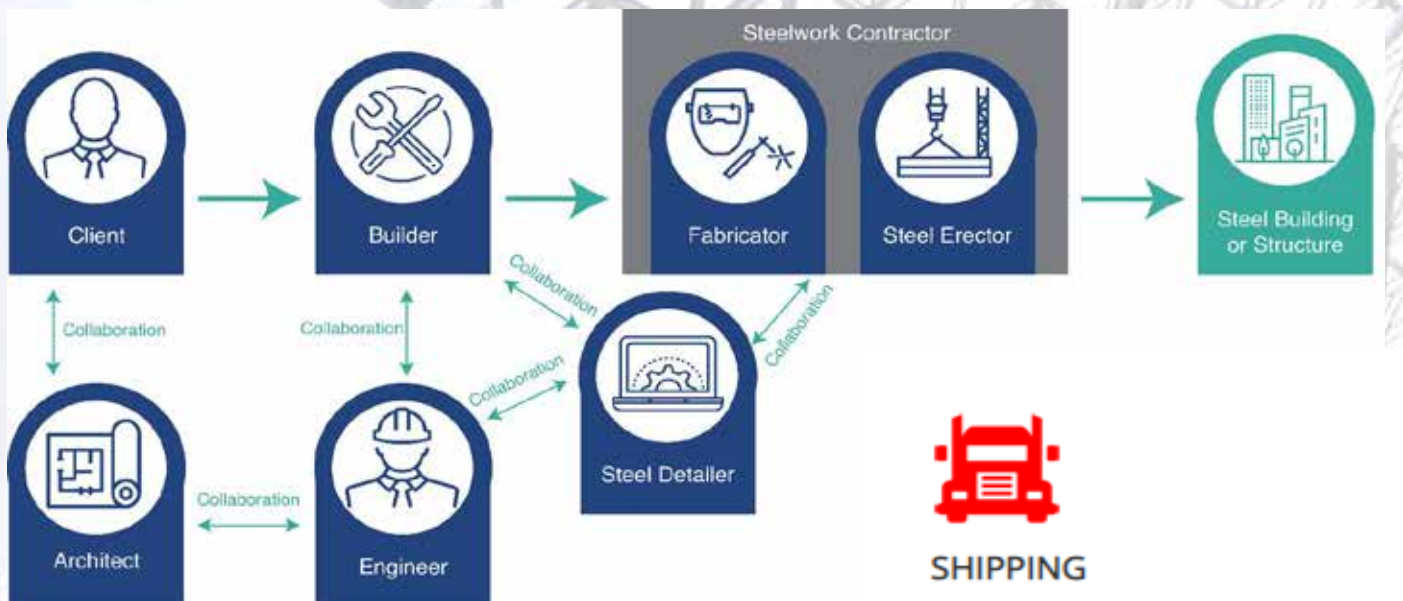 Steelwork Contractor
Client
Builder
Fabricator
Steel Erector
Steel Building
or Structure
Collaboration
Collaboration
Collaboration
Collaboration
Collaboration
Steel Detailer
Collaboration
Architect
Engineer
SHIPPING